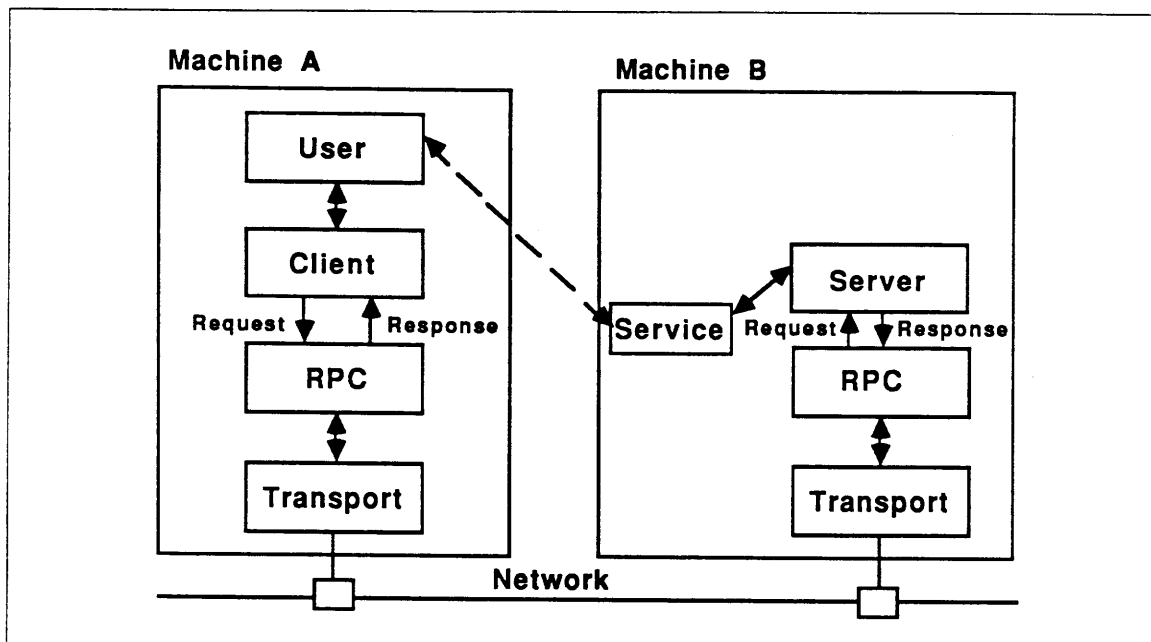 Machine A
User
Client
Request
Response
RPC
Transport
Machine B
Server
Service
Request
Response
RPC
Transport
Network